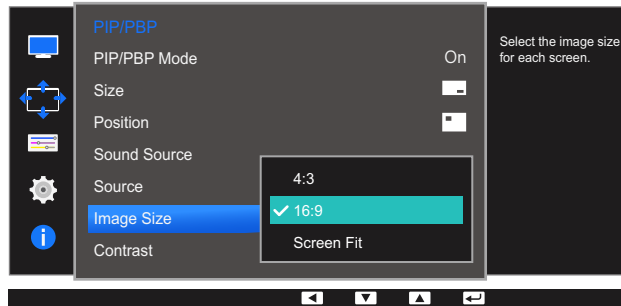 PIP/PBP
PIP/PBP Mode On
Size
Position
Sound Source
Source
Image Size
Contrast
4:3
16:9
Screen Fit
Select the image size
for each screen.